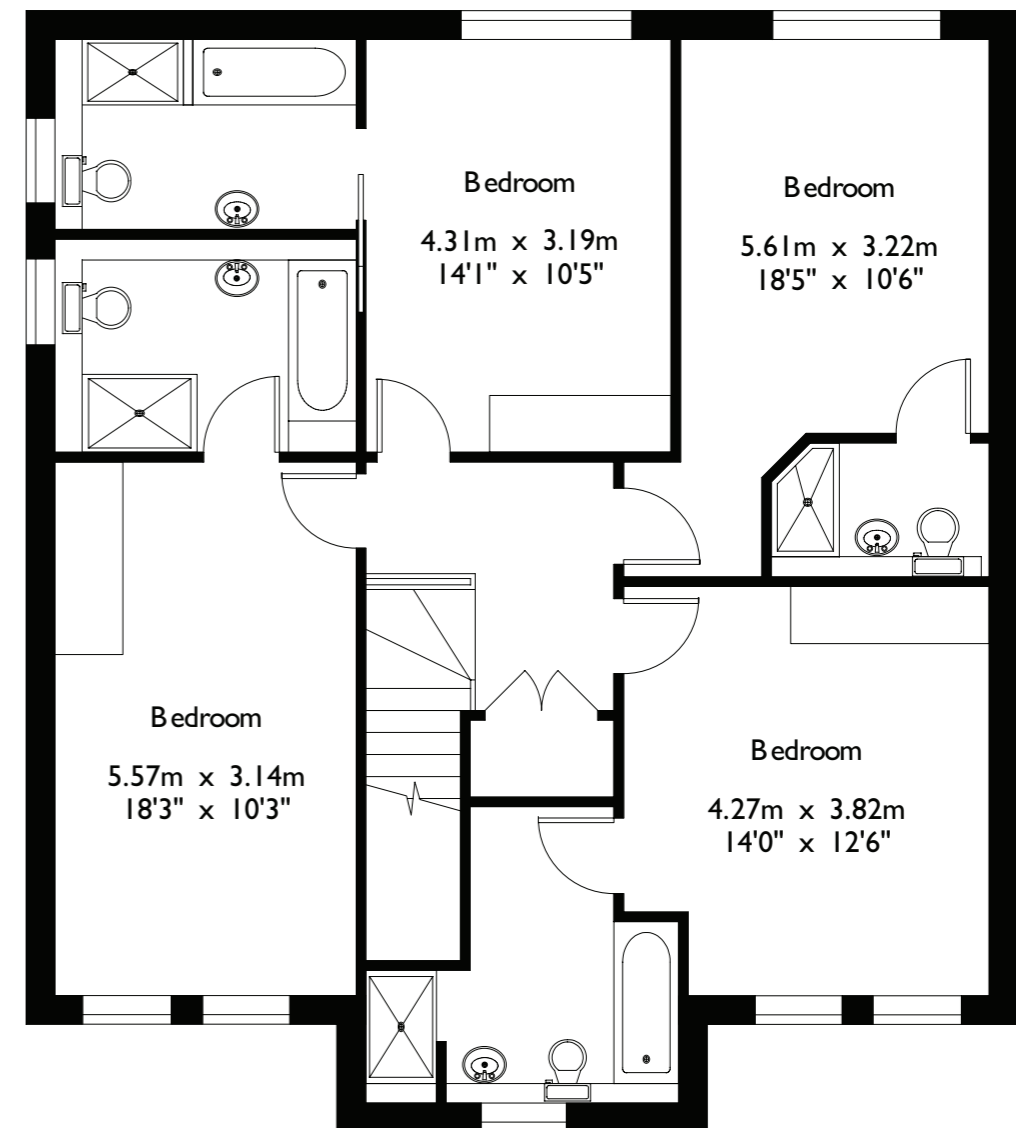 Bedroom
4.31m x 3.19m
14'1" x 10'5"
Bedroom
5.61m x 3.22m
18'5" x 10'6"
Bedroom
5.57m x 3.14m
18'3" x 10'3"
Bedroom
4.27m x 3.82m
14'0" x 12'6"